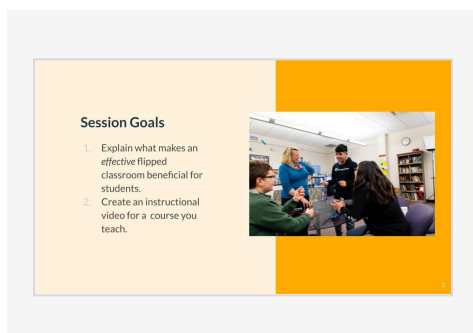 Session Goals
1. Explain what makes an
effective flipped
classroom beneficial for
students.
2. Create an instructional
video for a course you
teach.
2